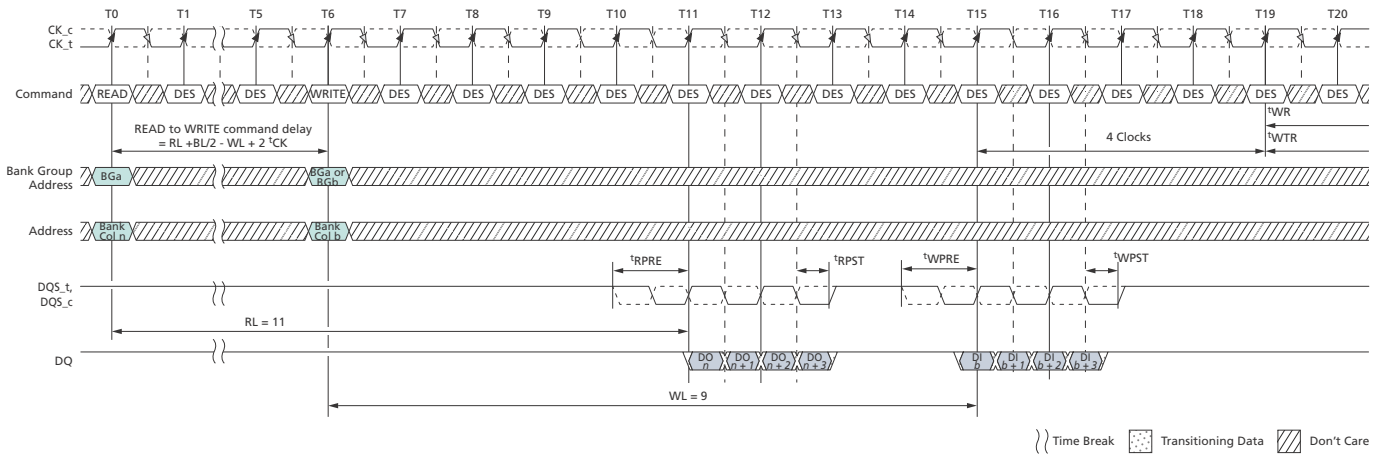 T0 T1 T5 T6 T7 T8 T9 T10 T11 T12 T13 T14 T15 T16 T17 T18 T19 T20
CK_c
CK_t
Command READ DES DES WRITE DES DES DES DES DES DES DES DES DES DES DES DES DES DES
tWR
READ to WRITE command delay
= RL +BL/2 - WL + 2 tCK
4 Clocks
tWTR
Bank Group
Address
BGa
BGa or
BGb
Address
Bank
Col n
Bank
Col b
tRPRE tRPST tWPRE tWPST
DQS_t,
DQS_c
RL = 11
DQ
DO
n
DO
n + 1
DO
n + 2
DO
n + 3
DI
b
DI
b + 1
DI
b + 2
DI
b + 3
WL = 9
Time Break Transitioning Data Don't Care